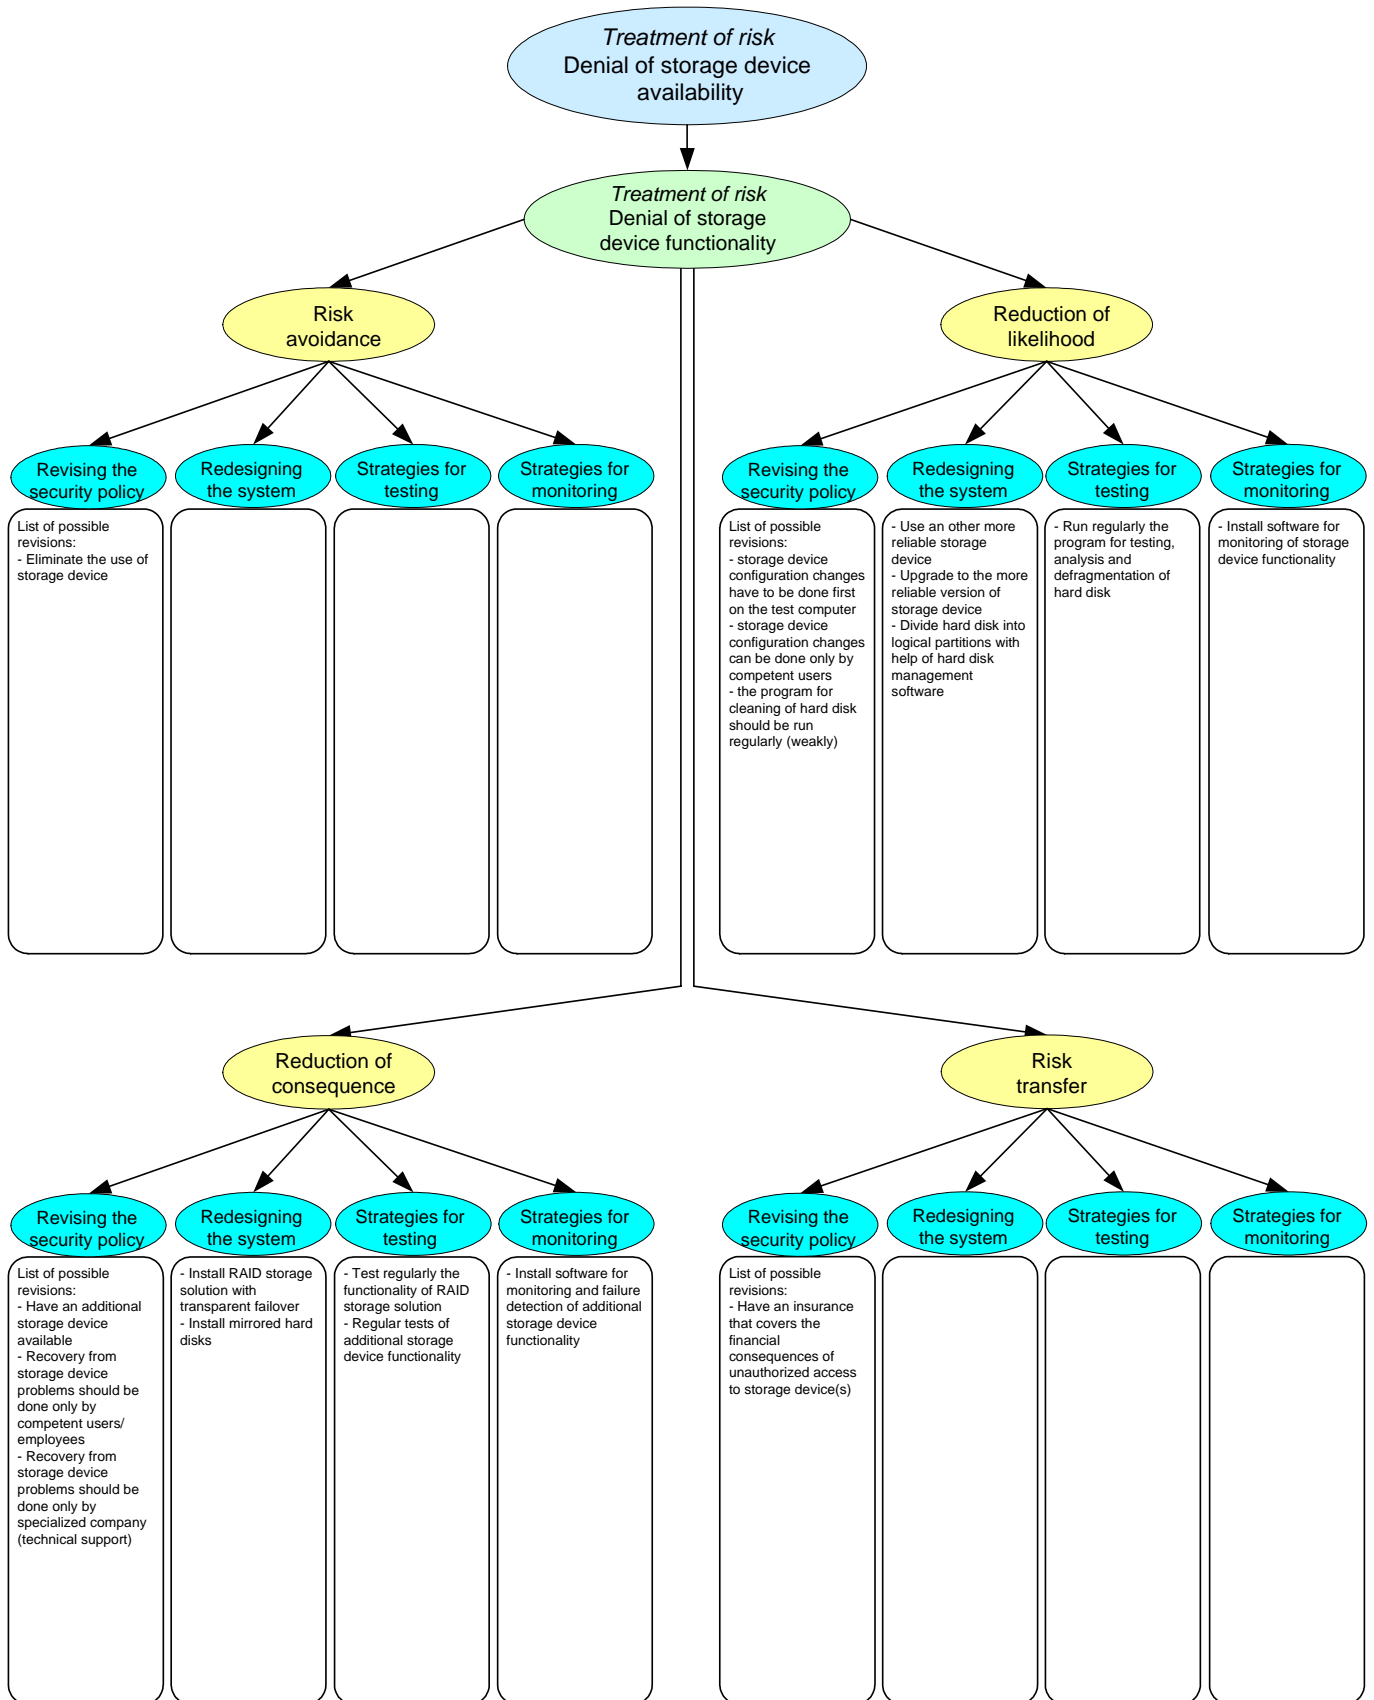 Treatment of risk
Denial of storage device
availability
Treatment of risk
Denial of storage
device functionality
Risk
avoidance
Reduction of
likelihood
Revising the
security policy
Redesigning
the system
Strategies for
testing
Strategies for
monitoring
Revising the
security policy
Redesigning
the system
Strategies for
testing
Strategies for
monitoring
List of possible
revisions:
- Eliminate the use of
storage device
List of possible
revisions:
- storage device
configuration changes
have to be done first
on the test computer
- storage device
configuration changes
can be done only by
competent users
- the program for
cleaning of hard disk
should be run
regularly (weakly)
- Use an other more
reliable storage
device
- Upgrade to the more
reliable version of
storage device
- Divide hard disk into
logical partitions with
help of hard disk
management
software
- Run regularly the
program for testing,
analysis and
defragmentation of
hard disk
- Install software for
monitoring of storage
device functionality
Reduction of
consequence
Risk
transfer
Revising the
security policy
Redesigning
the system
Strategies for
testing
Strategies for
monitoring
Revising the
security policy
Redesigning
the system
Strategies for
testing
Strategies for
monitoring
List of possible
revisions:
- Have an additional
storage device
available
- Recovery from
storage device
problems should be
done only by
competent users/
employees
- Recovery from
storage device
problems should be
done only by
specialized company
(technical support)
- Install RAID storage
solution with
transparent failover
- Install mirrored hard
disks
- Test regularly the
functionality of RAID
storage solution
- Regular tests of
additional storage
device functionality
- Install software for
monitoring and failure
detection of additional
storage device
functionality
List of possible
revisions:
- Have an insurance
that covers the
financial
consequences of
unauthorized access
to storage device(s)